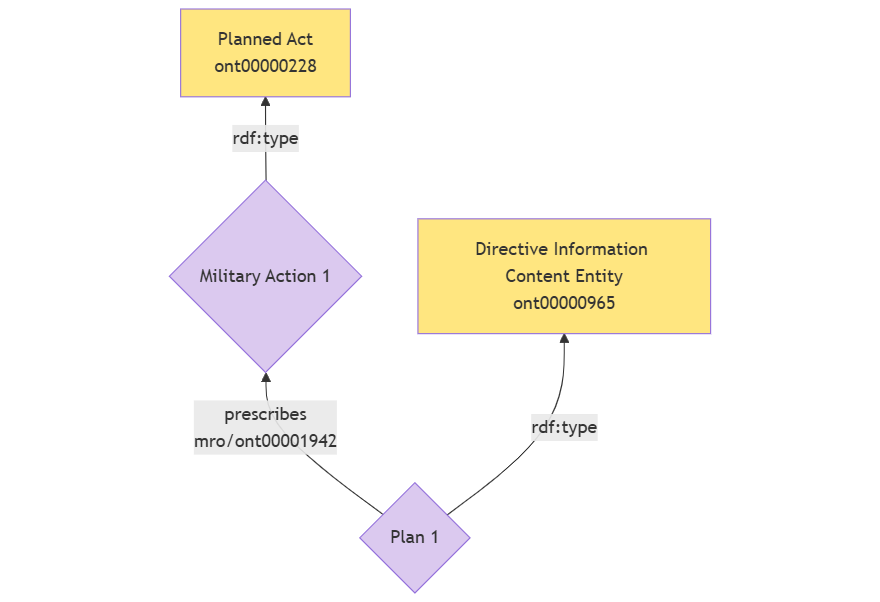 Planned Act
ont00000228
rdf:type
Military Action 1
Directive Information
Content Entity
ont00000965
prescribes
mro/ont00001942
rdf:type
Plan 1